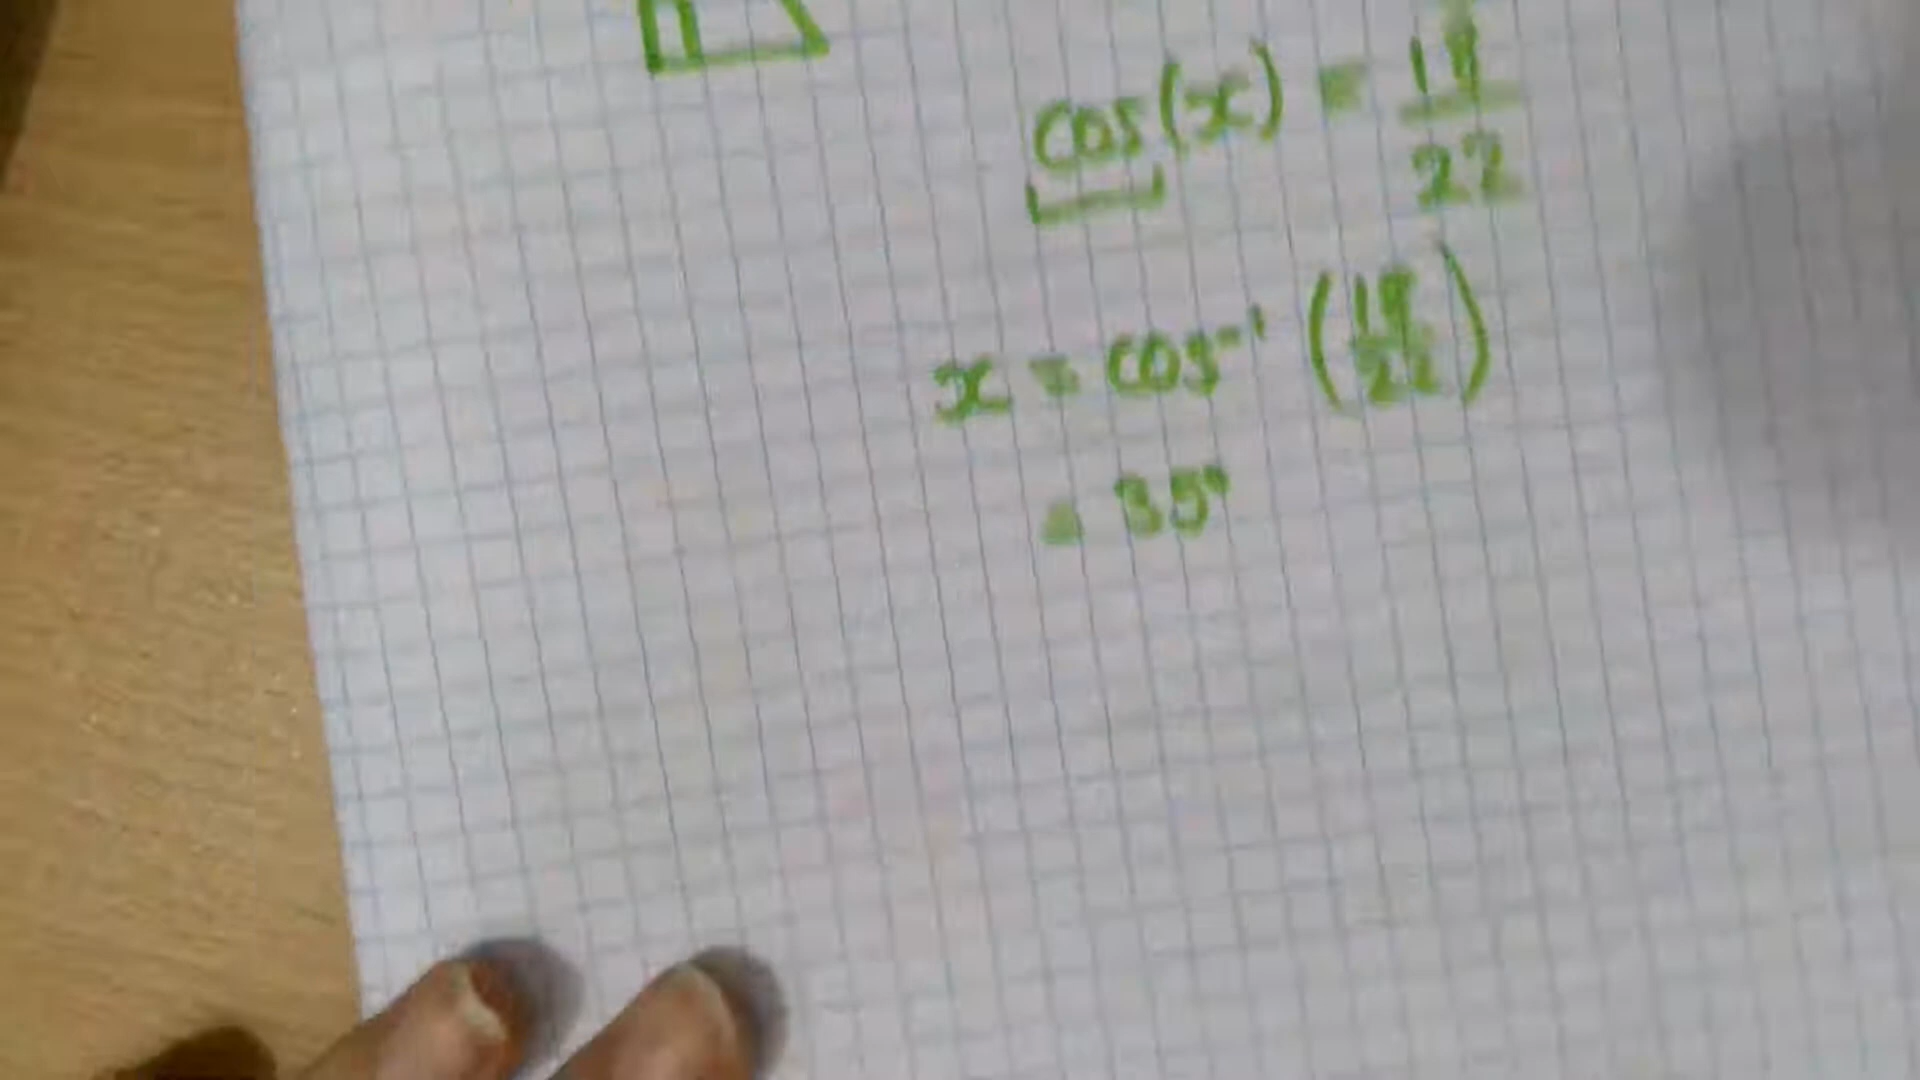 cos(x) = 18/22
x = cos⁻¹ (18/22)
= 35°